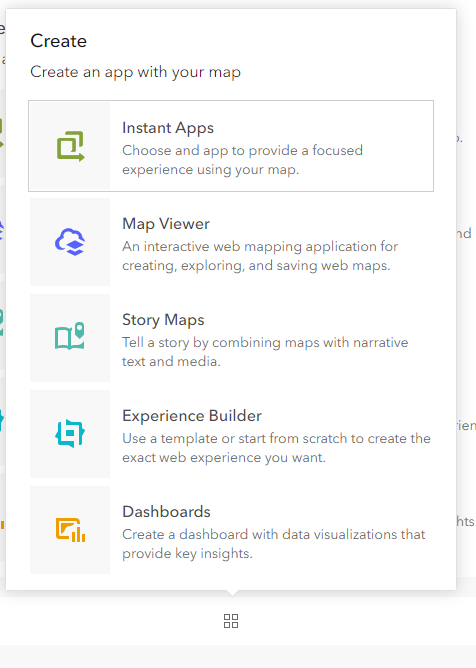 Create
Create an app with your map
Instant Apps
Choose and app to provide a focused
experience using your map.
Map Viewer
An interactive web mapping application for
creating, exploring, and saving web maps.
Story Maps
Tell a story by combining maps with narrative
text and media.
Experience Builder
Use a template or start from scratch to create the
exact web experience you want.
Dashboards
Create a dashboard with data visualizations that
provide key insights.